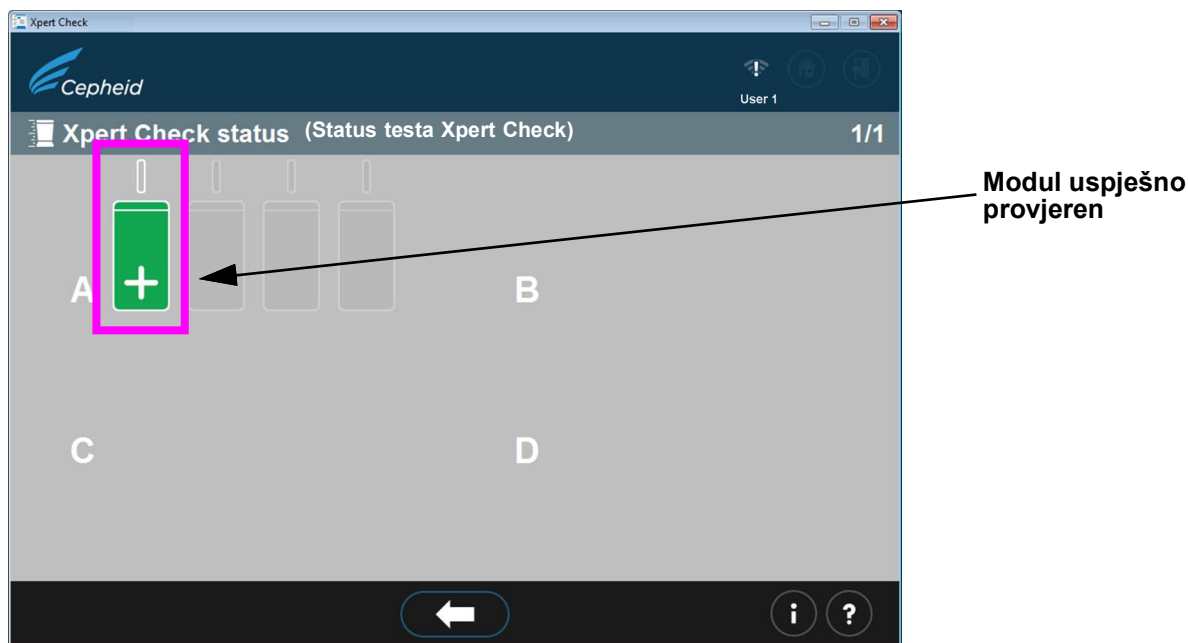 Xpert Check
Cepheid
User 1
Xpert Check status (Status testa Xpert Check) 1/1
Modul uspješno
provjeren
A B
C D
i ?